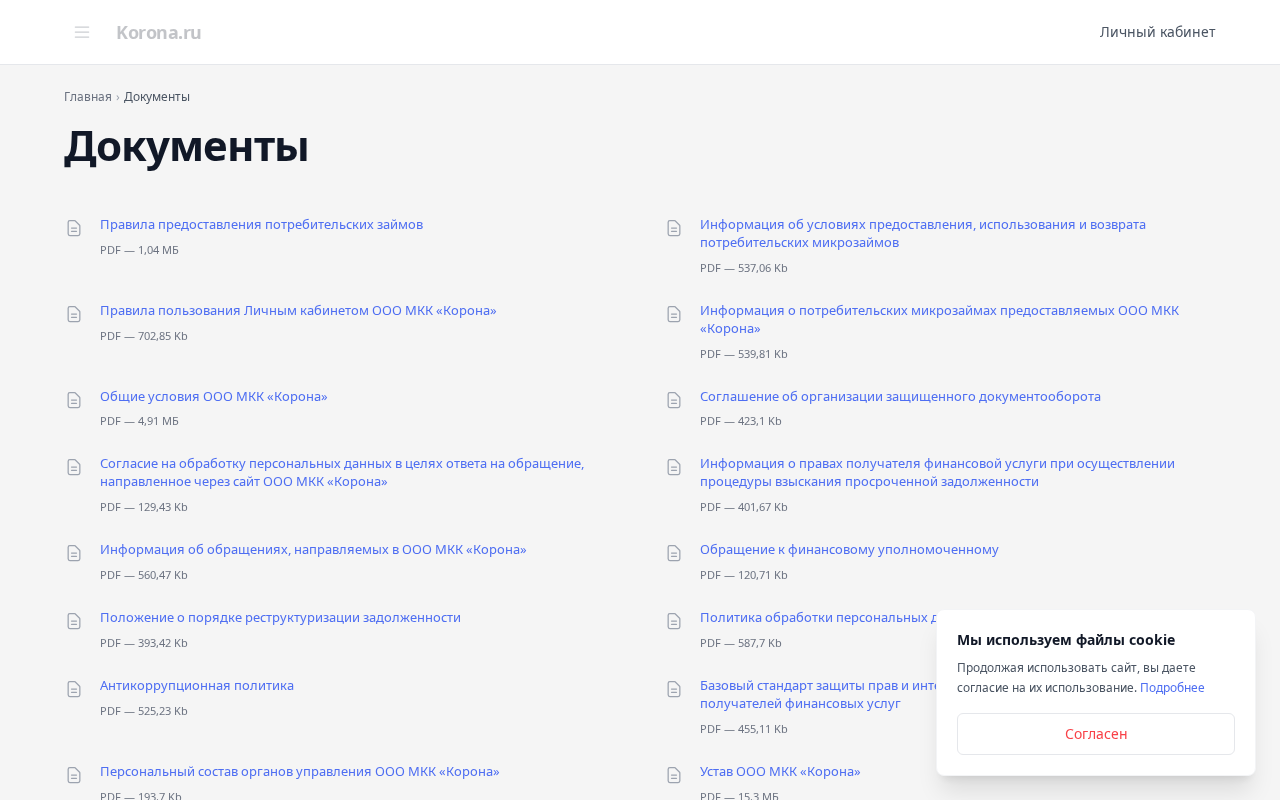 Korona.ru
Личный кабинет
Главная › Документы
Документы
Правила предоставления потребительских займов
PDF — 1,04 МБ
Информация об условиях предоставления, использования и возврата
потребительских микрозаймов
PDF — 537,06 Kb
Правила пользования Личным кабинетом ООО МКК «Корона»
PDF — 702,85 Kb
Информация о потребительских микрозаймах предоставляемых ООО МКК
«Корона»
PDF — 539,81 Kb
Общие условия ООО МКК «Корона»
PDF — 4,91 МБ
Соглашение об организации защищенного документооборота
PDF — 423,1 Kb
Согласие на обработку персональных данных в целях ответа на обращение,
направленное через сайт ООО МКК «Корона»
PDF — 129,43 Kb
Информация о правах получателя финансовой услуги при осуществлении
процедуры взыскания просроченной задолженности
PDF — 401,67 Kb
Информация об обращениях, направляемых в ООО МКК «Корона»
PDF — 560,47 Kb
Обращение к финансовому уполномоченному
PDF — 120,71 Kb
Положение о порядке реструктуризации задолженности
PDF — 393,42 Kb
Политика обработки персональных
PDF — 587,7 Kb
Антикоррупционная политика
PDF — 525,23 Kb
Базовый стандарт защиты прав и
получателей финансовых услуг
PDF — 455,11 Kb
Персональный состав органов управления ООО МКК «Корона»
PDF — 193,7 Kb
Устав ООО МКК «Корона»
PDF — 15,3 МБ
Мы используем файлы cookie
Продолжая использовать сайт, вы даете
согласие на их использование. Подробнее
Согласен